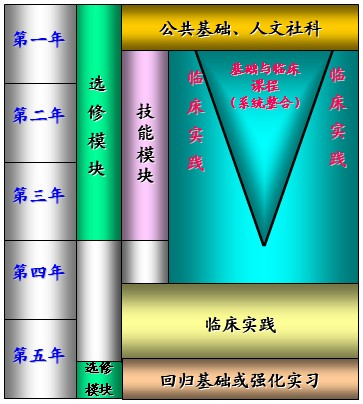 第一年
第二年
第三年
第四年
第五年
选修模块
选修
模块
公共基础、人文社科
技能模块
临床实践
基础与临床
课程
（系统整合）
临床实践
临床实践
回归基础或强化实习